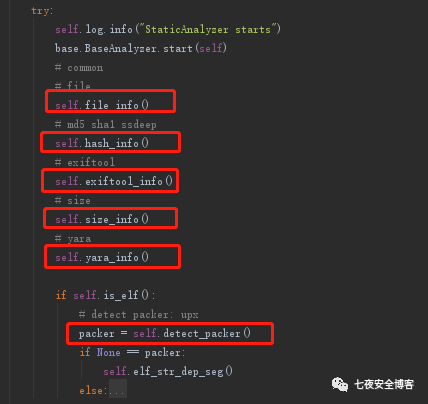 try:
self.log.info("StaticAnalyzer starts")
base.BaseAnalyzer.start(self)
# common
# file
self.file_info()
# md5 sha1 ssdeep
self.hash_info()
# exiftool
self.exiftool_info()
# size
self.size_info()
# yara
self.yara_info()
if self.is_elf():
# detect packer: upx
packer = self.detect_packer()
if None == packer:
self.elf_str_dep_seg()
else:...
七夜安全博客